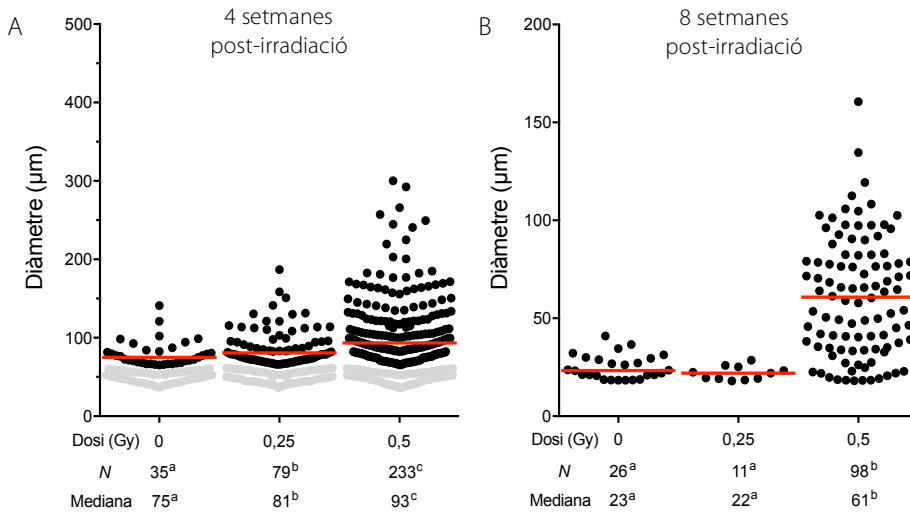 A
4 setmanes
post-irradiació
Diàmetre (µm)
500
400
300
200
100
0
Dosi (Gy) 0 0,25 0,5
N 35ᵃ 79ᵇ 233ᶜ
Mediana 75ᵃ 81ᵇ 93ᶜ
B
8 setmanes
post-irradiació
Diàmetre (µm)
200
150
100
50
0
Dosi (Gy) 0 0,25 0,5
N 26ᵃ 11ᵃ 98ᵇ
Mediana 23ᵃ 22ᵃ 61ᵇ